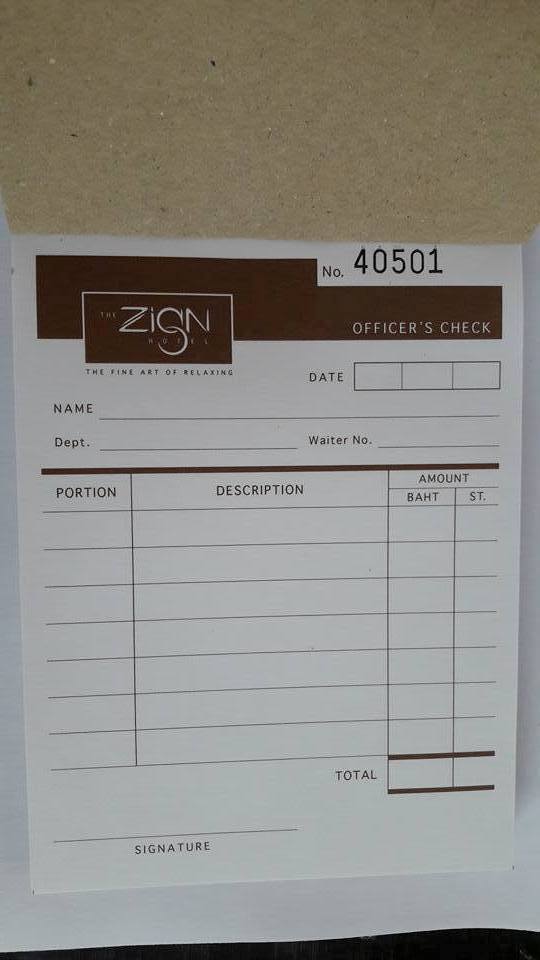 No. 40501
THE ZIGN
HOTEL
OFFICER'S CHECK
THE FINE ART OF RELAXING
DATE
NAME
Dept. Waiter No.
PORTION DESCRIPTION AMOUNT
BAHT ST.
TOTAL
SIGNATURE